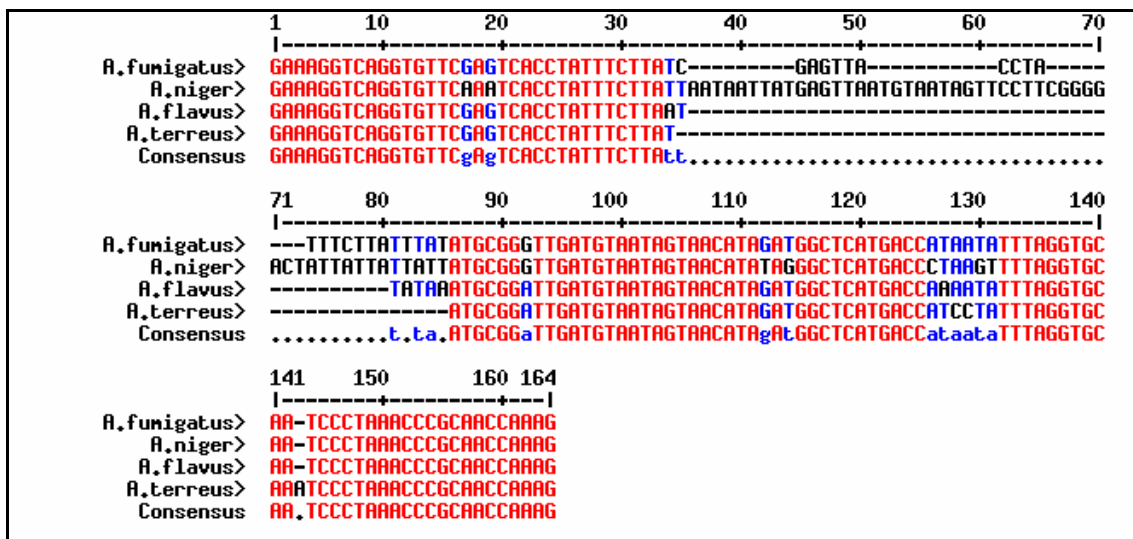 1 10 20 30 40 50 60 70
|--------+---------+---------+---------+---------+---------+---------|
A.fumigatus> GAAAGGTCAGGTGTTCGAGTCACCTATTTCTTATC---------GAGTTA-----------CCTA-----
A.niger> GAAAGGTCAGGTGTTCAAATCACCTATTTCTTATTAATAATTATGAGTTAATGTAATAGTTCCTTCGGGG
A.flavus> GAAAGGTCAGGTGTTCGAGTCACCTATTTCTTAAT-----------------------------------
A.terreus> GAAAGGTCAGGTGTTCGAGTCACCTATTTCTTAT------------------------------------
Consensus GAAAGGTCAGGTGTTCgAgTCACCTATTTCTTAtt...................................
71 80 90 100 110 120 130 140
|--------+---------+---------+---------+---------+---------+---------|
A.fumigatus> ---TTTCTTATTTATATGCGGGTTGATGTAATAGTAACATAGATGGCTCATGACCATAATATTTAGGTGC
A.niger> ACTATTATTATTATTATGCGGGTTGATGTAATAGTAACATATAGGGCTCATGACCCTAAGTTTTAGGTGC
A.flavus> ----------TATAAATGCGGATTGATGTAATAGTAACATAGATGGCTCATGACCAAAATATTTAGGTGC
A.terreus> ---------------ATGCGGATTGATGTAATAGTAACATAGATGGCTCATGACCATCCTATTTAGGTGC
Consensus ..........t.ta.ATGCGGaTTGATGTAATAGTAACATAgAtGGCTCATGACCataataTTTAGGTGC
141 150 160 164
|--------+---------+---|
A.fumigatus> AA-TCCCTAAACCCGCAACCAAAG
A.niger> AA-TCCCTAAACCCGCAACCAAAG
A.flavus> AA-TCCCTAAACCCGCAACCAAAG
A.terreus> AAATCCCTAAACCCGCAACCAAAG
Consensus AA.TCCCTAAACCCGCAACCAAAG